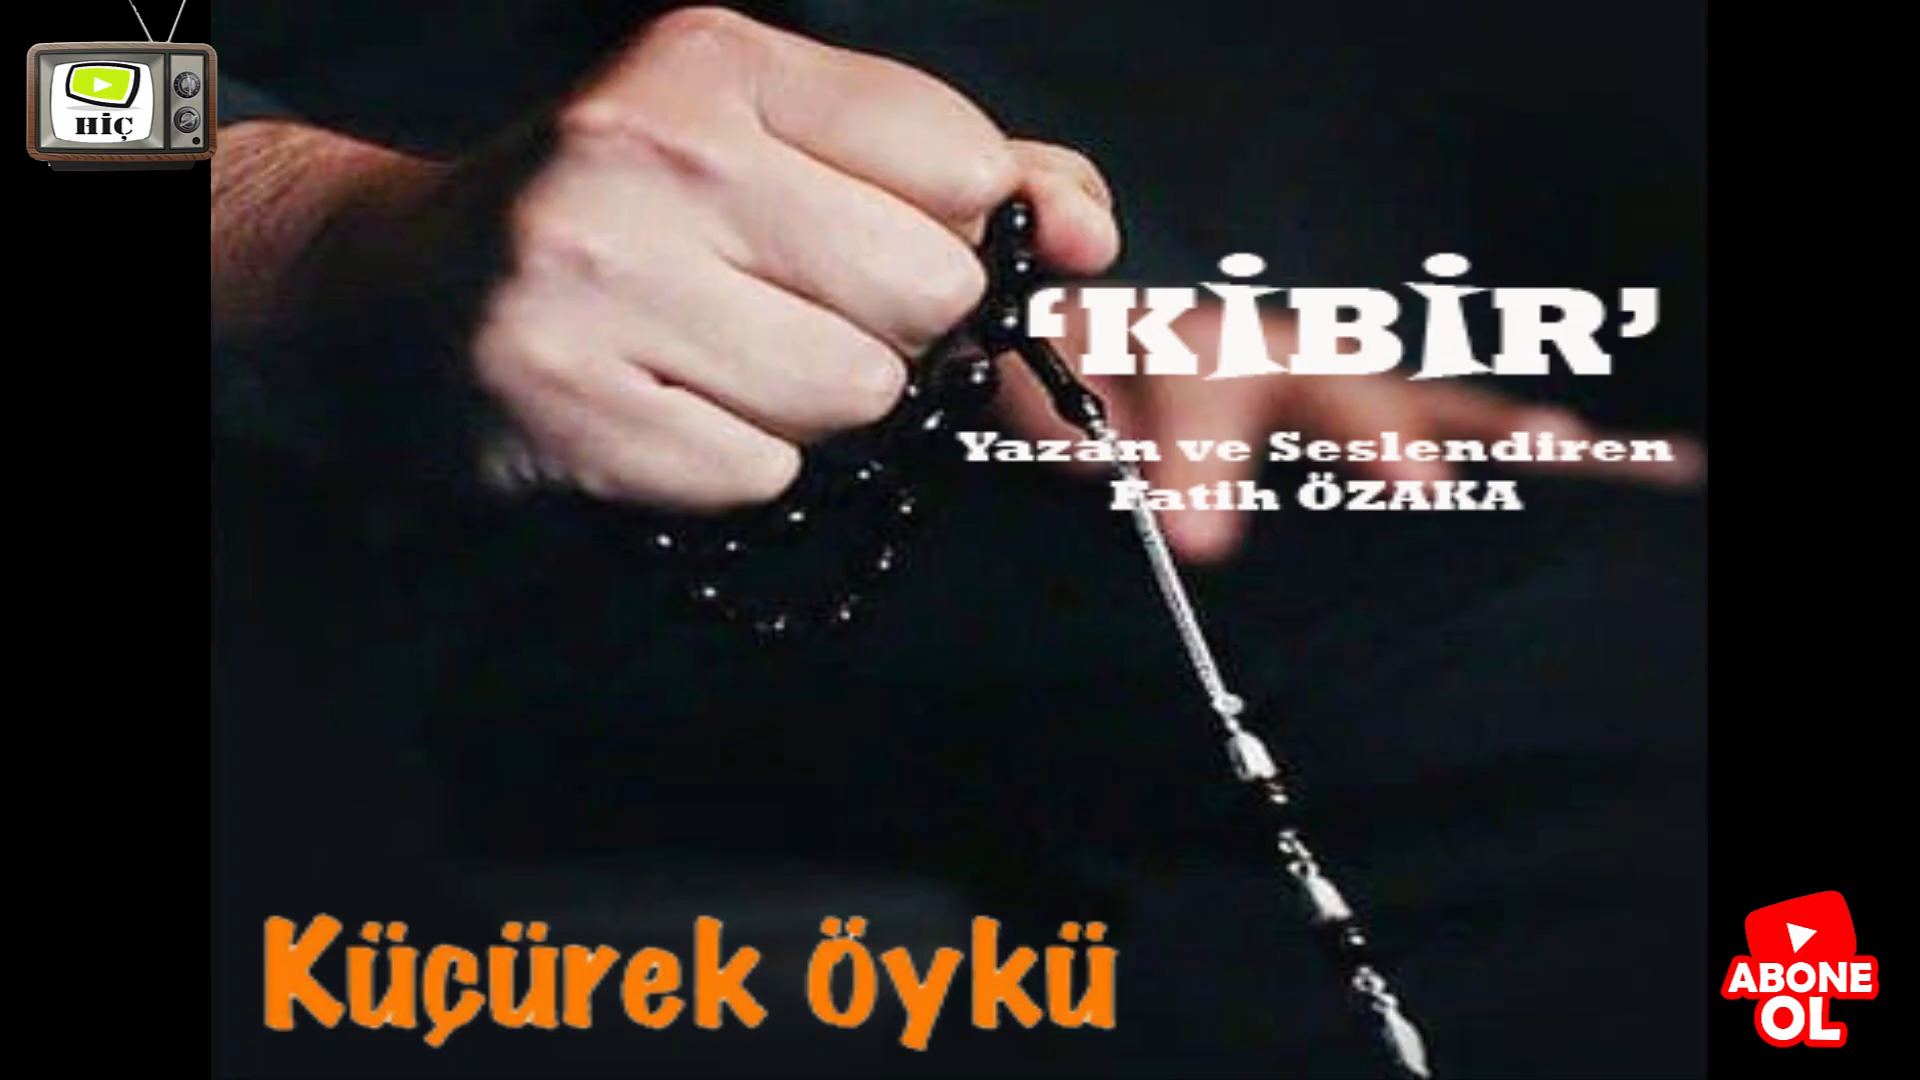 HİÇ
‘KİBİR’
Yazan ve Seslendiren
Fatih ÖZAKA
Küçürek öykü
ABONE
OL